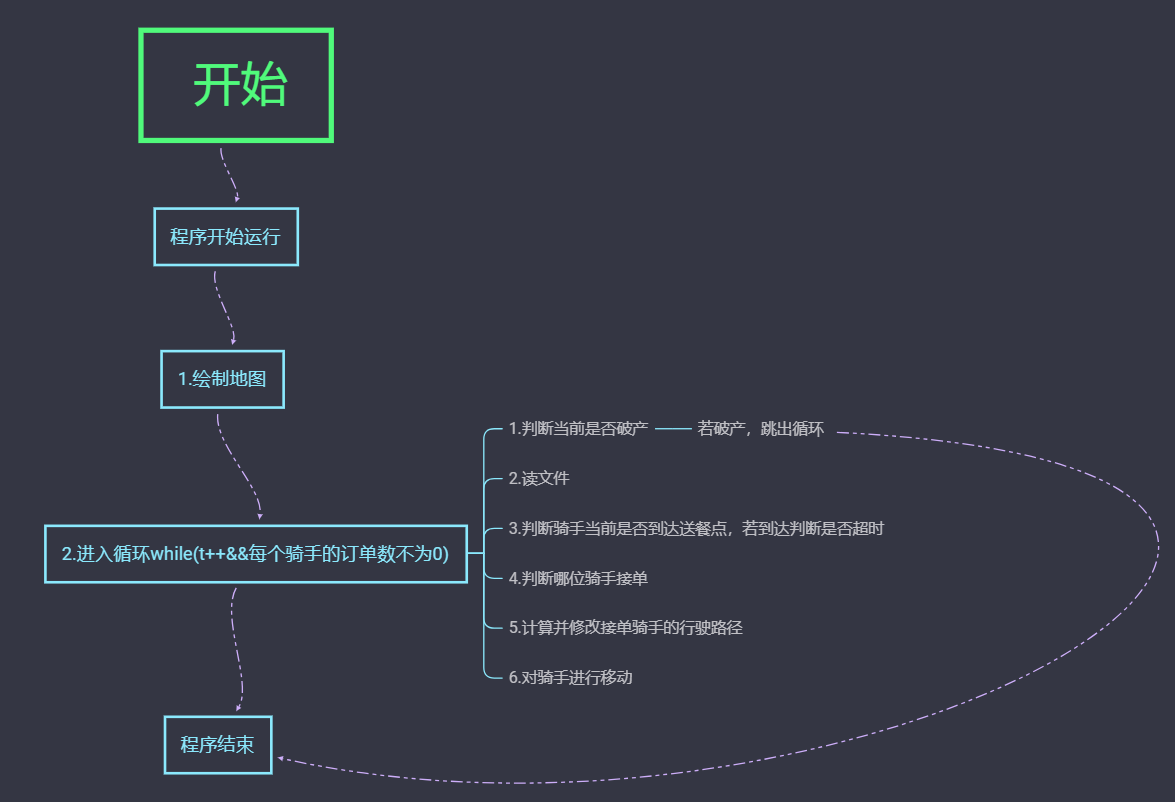 开始
程序开始运行
1.绘制地图
2.进入循环while(t++&&每个骑手的订单数不为0)
1.判断当前是否破产
若破产，跳出循环
2.读文件
3.判断骑手当前是否到达送餐点，若到达判断是否超时
4.判断哪位骑手接单
5.计算并修改接单骑手的行驶路径
6.对骑手进行移动
程序结束